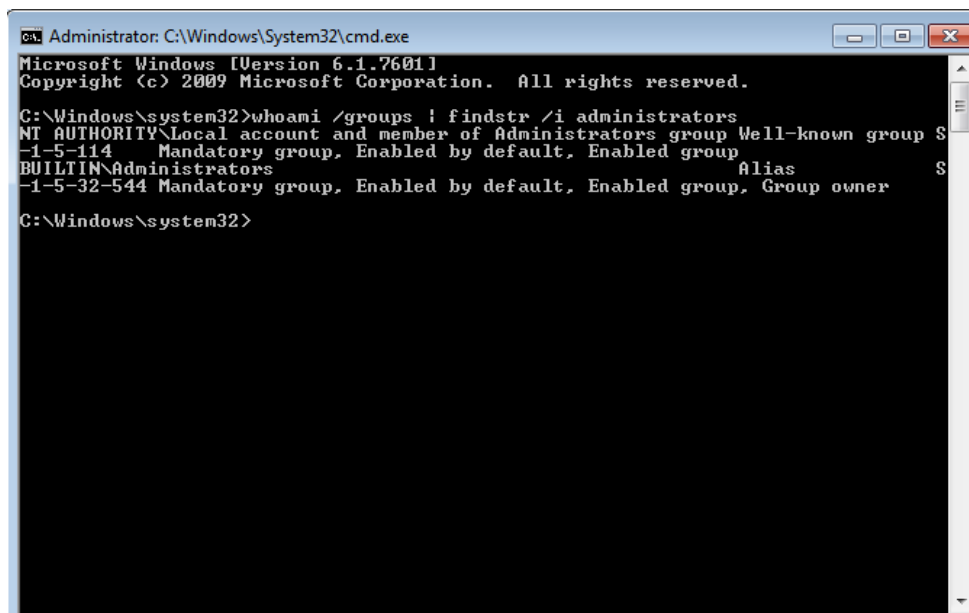 Administrator: C:\Windows\System32\cmd.exe
Microsoft Windows [Version 6.1.7601]
Copyright (c) 2009 Microsoft Corporation.  All rights reserved.
C:\Windows\system32>whoami /groups | findstr /i administrators
NT AUTHORITY\Local account and member of Administrators group Well-known group S
-1-5-114    Mandatory group, Enabled by default, Enabled group
BUILTIN\Administrators                                        Alias            S
-1-5-32-544 Mandatory group, Enabled by default, Enabled group, Group owner
C:\Windows\system32>